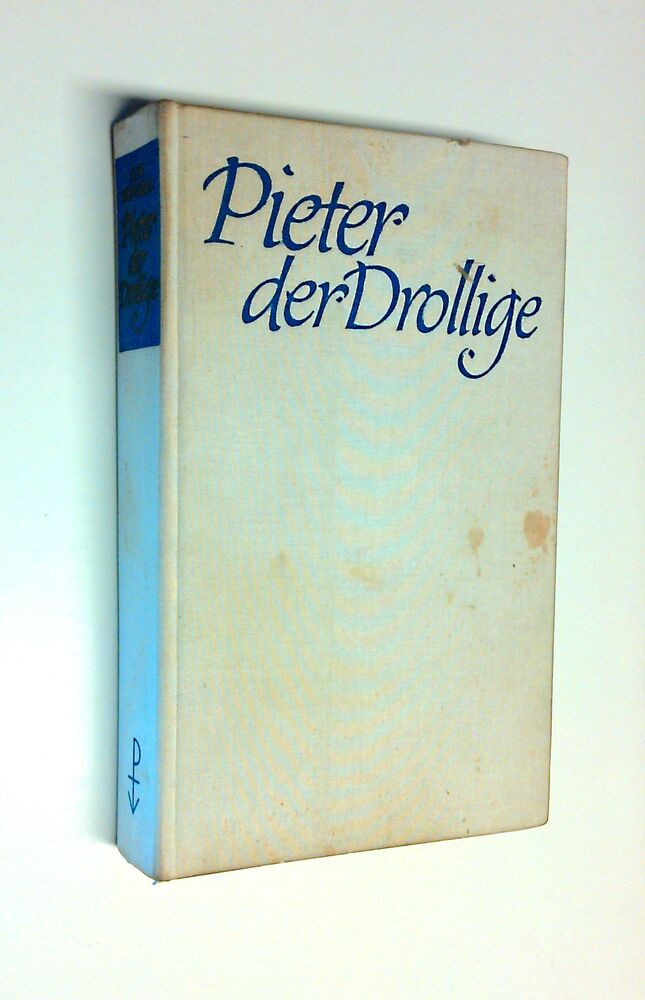 Pieter
der Drollige
Pieter
der
Drollige